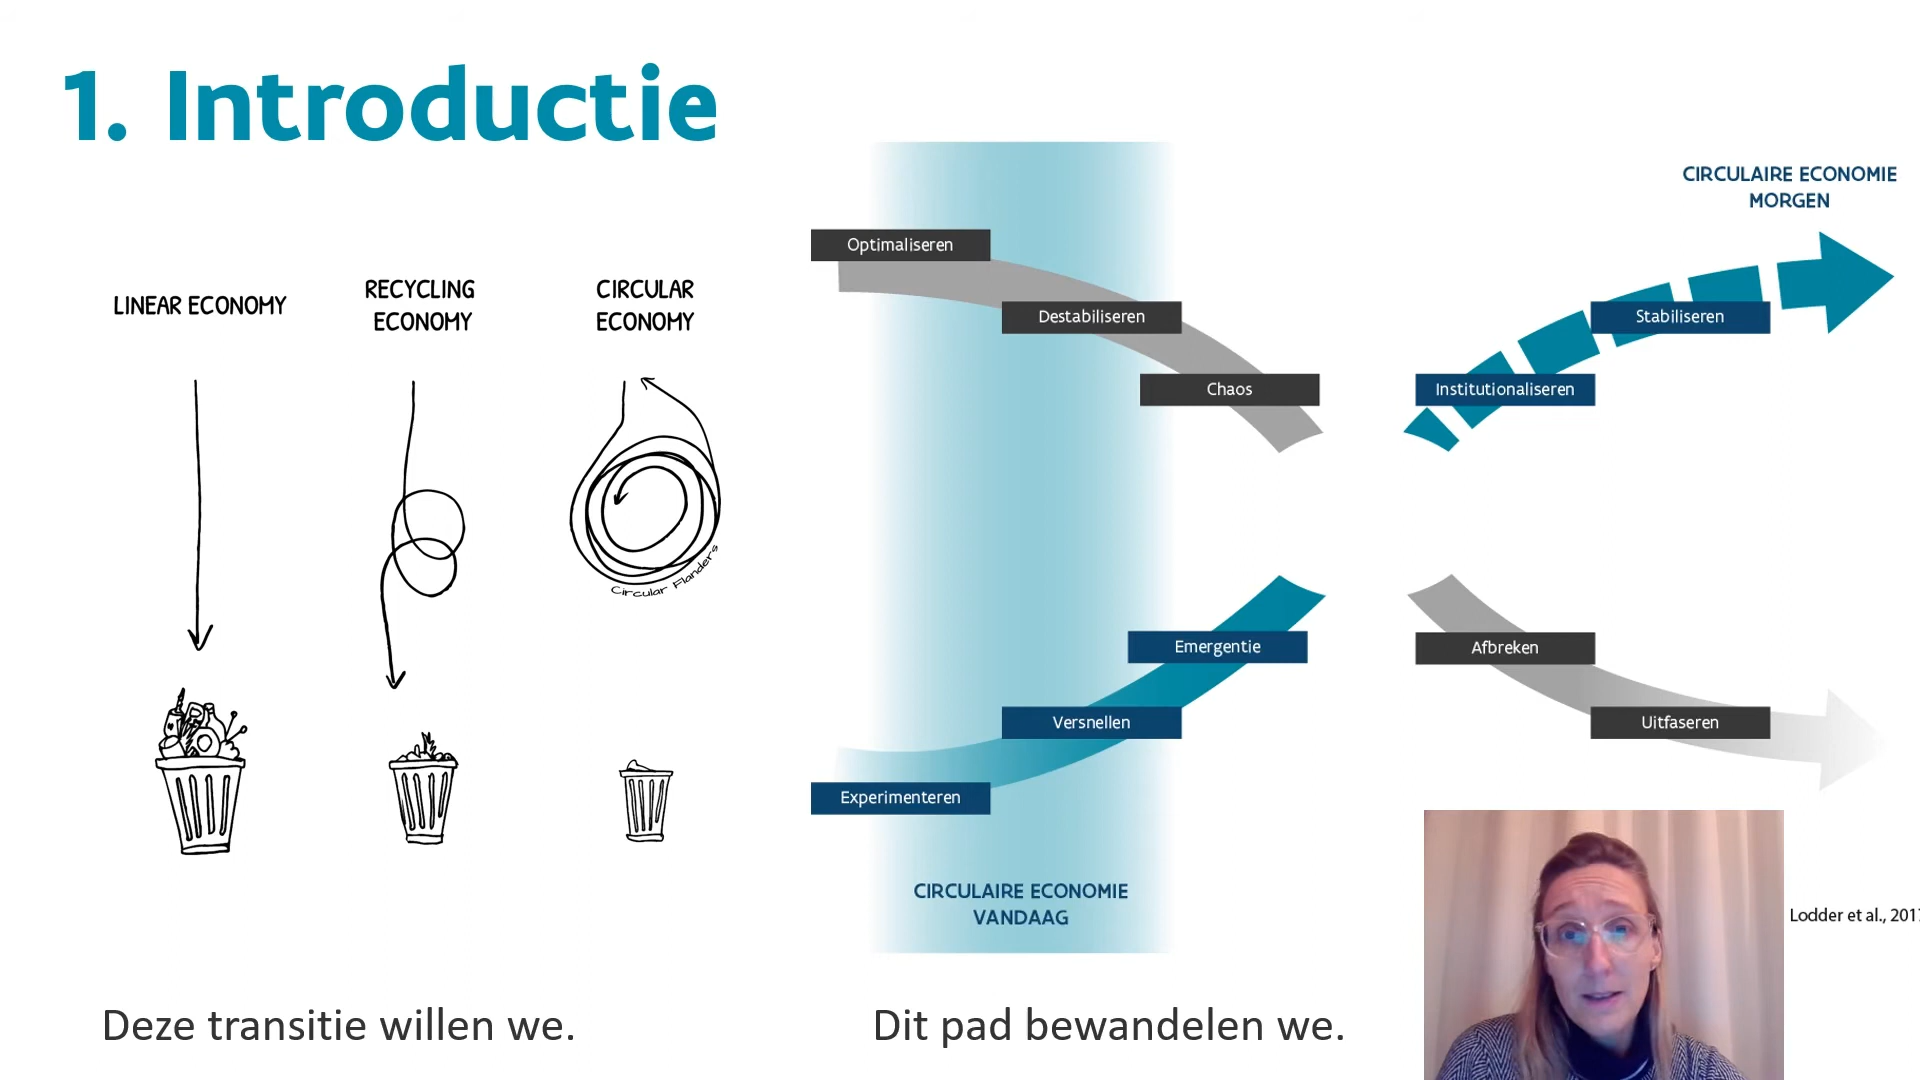 1. Introductie
LINEAR ECONOMY
RECYCLING
ECONOMY
CIRCULAR
ECONOMY
Circular Flanders
Deze transitie willen we.
CIRCULAIRE ECONOMIE
MORGEN
Optimaliseren
Destabiliseren
Chaos
Stabiliseren
Institutionaliseren
Emergentie
Versnellen
Experimenteren
Afbreken
Uitfaseren
CIRCULAIRE ECONOMIE
VANDAAG
Lodder et al., 201
Dit pad bewandelen we.